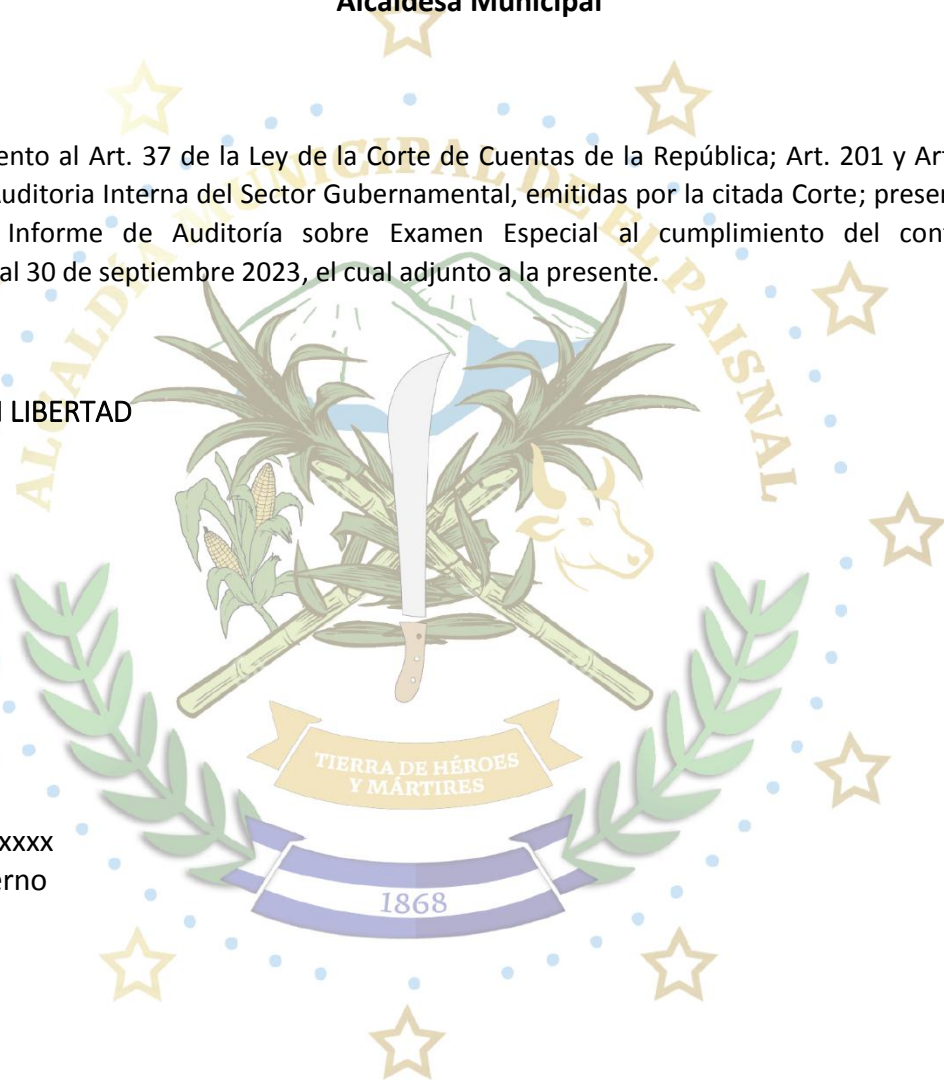 Alcaldesa Municipal
ento al Art. 37 de la Ley de la Corte de Cuentas de la República; Art. 201 y Art
Auditoria Interna del Sector Gubernamental, emitidas por la citada Corte; presen
Informe de Auditoría sobre Examen Especial al cumplimiento del con
al 30 de septiembre 2023, el cual adjunto a la presente.
LIBERTAD
xxxx
erno
ALCALDÍA MUNICIPAL DE EL PAISNAL
TIERRA DE HÉROES
Y MÁRTIRES
1868